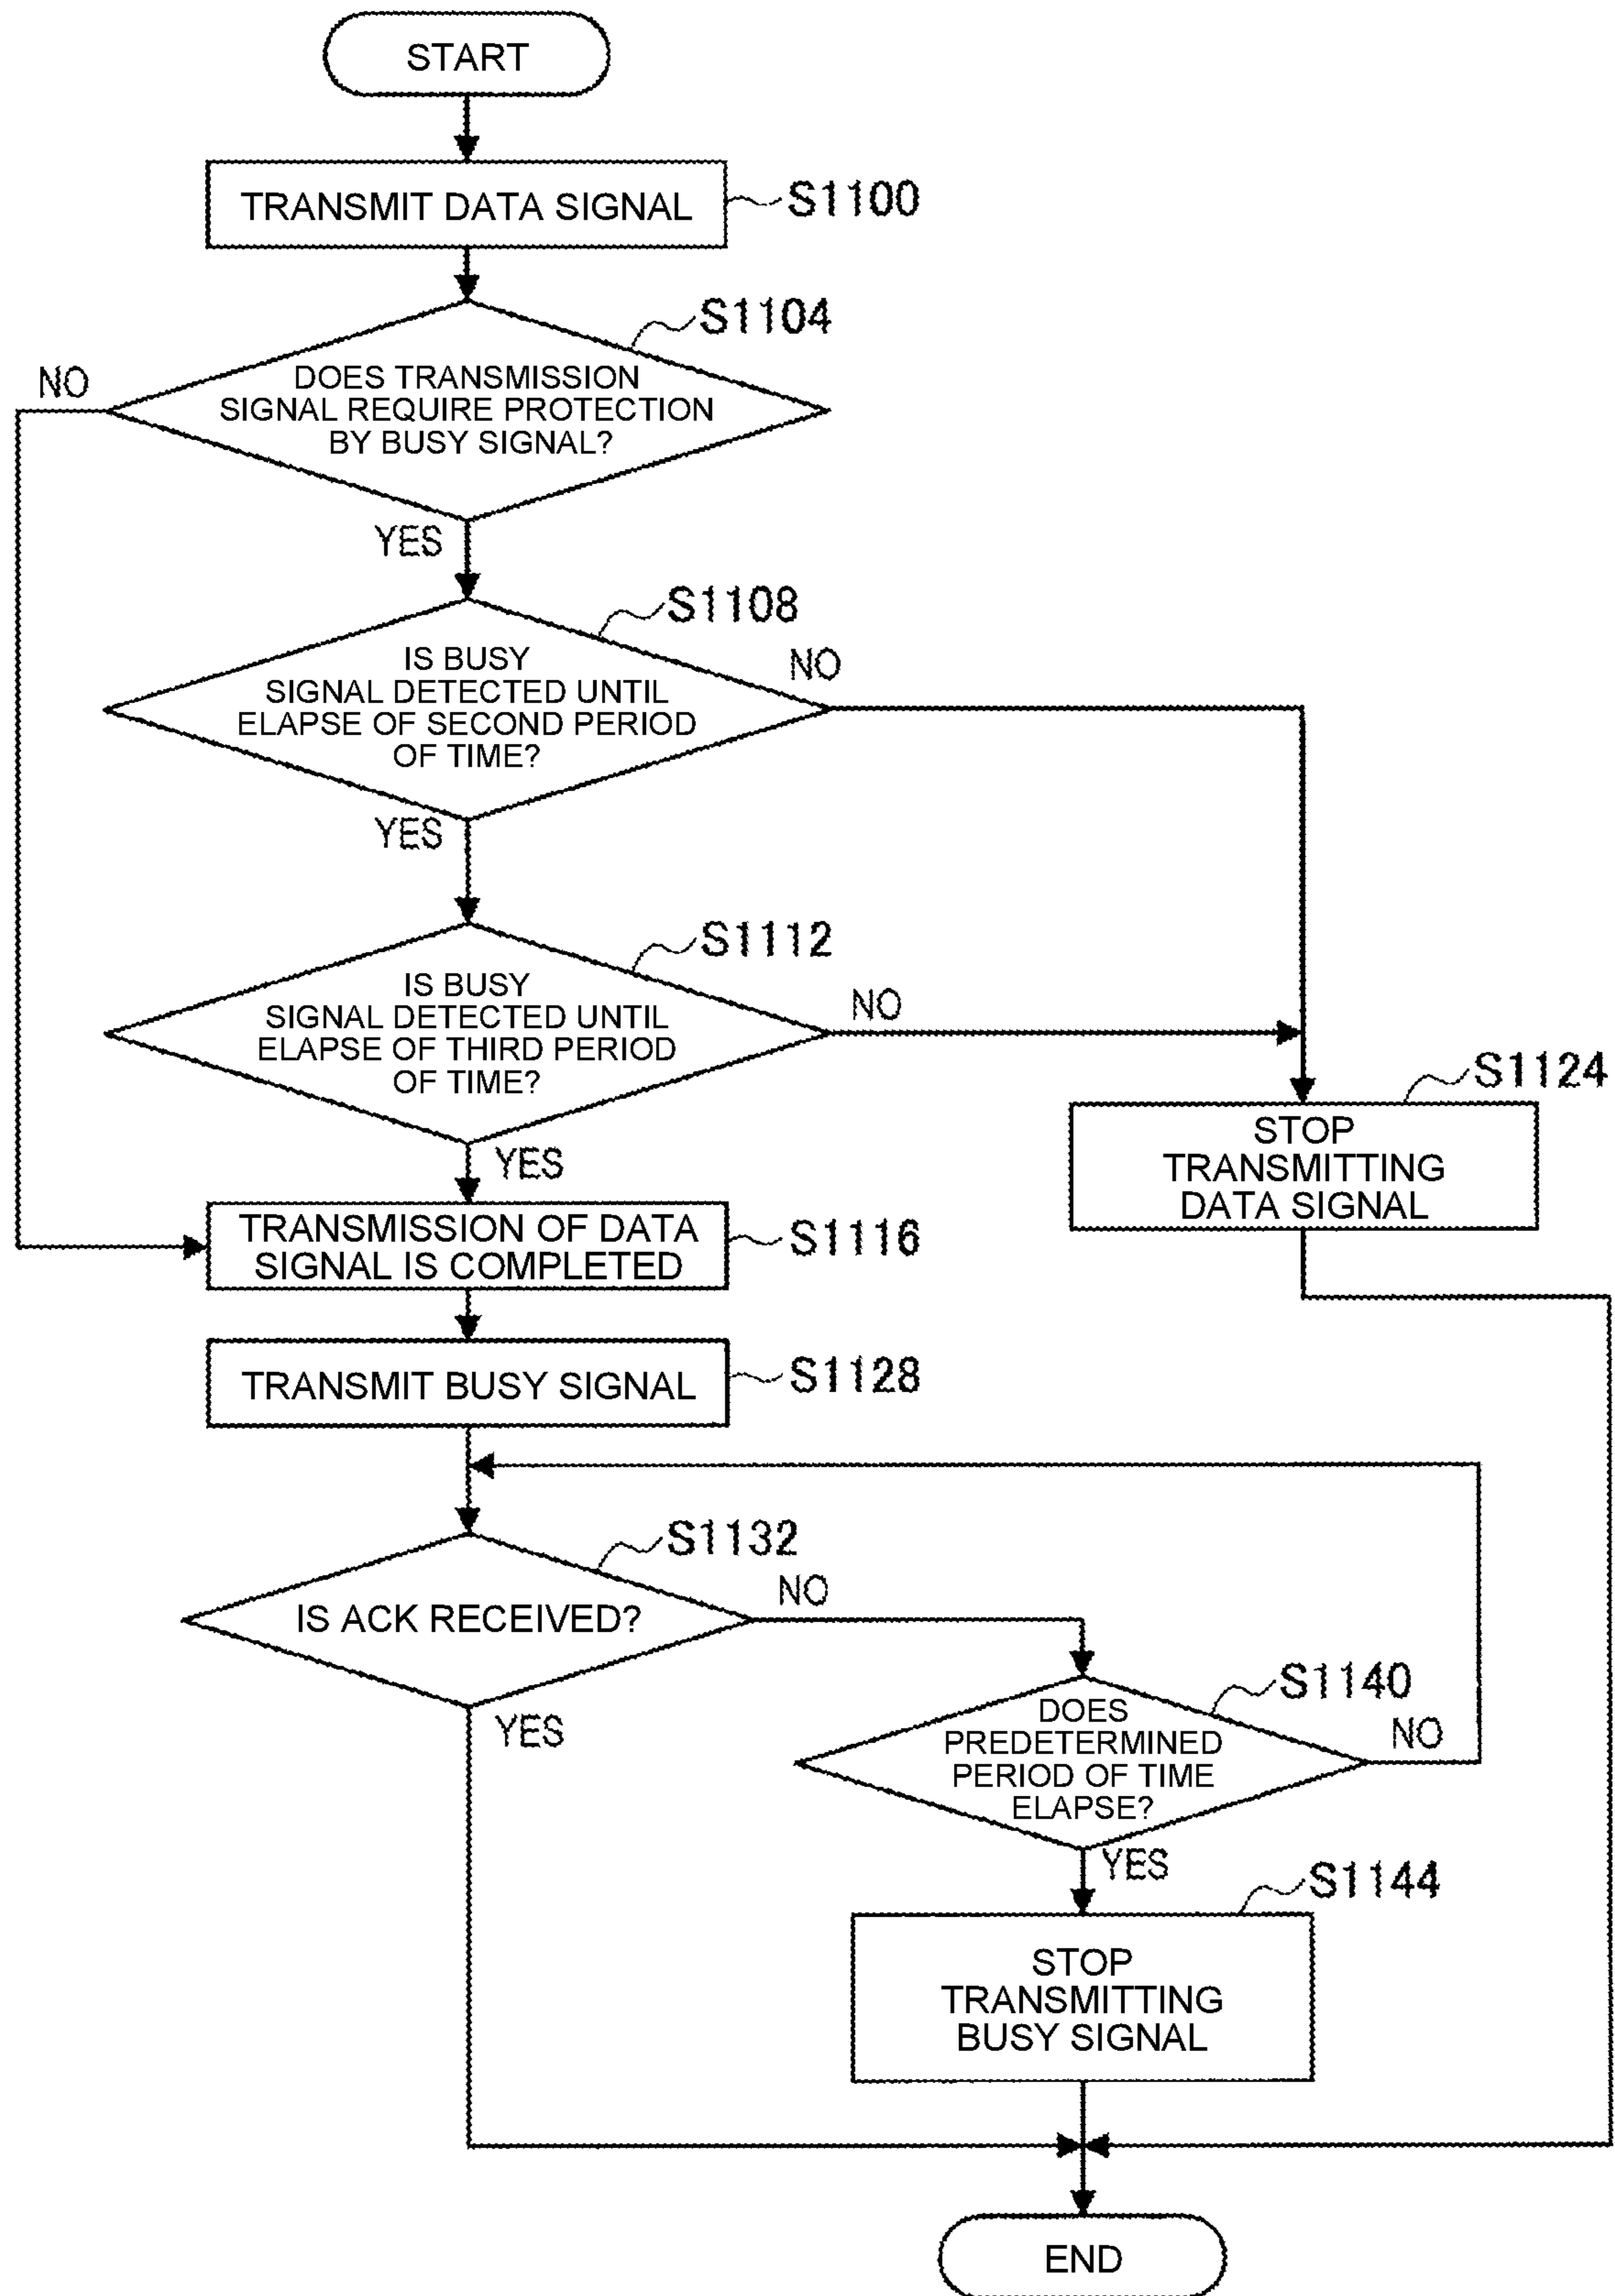 START
TRANSMIT DATA SIGNAL
S1100
S1104
NO
DOES TRANSMISSION
SIGNAL REQUIRE PROTECTION
BY BUSY SIGNAL?
YES
S1108
IS BUSY
SIGNAL DETECTED UNTIL
ELAPSE OF SECOND PERIOD
OF TIME?
NO
YES
S1112
IS BUSY
SIGNAL DETECTED UNTIL
ELAPSE OF THIRD PERIOD
OF TIME?
NO
YES
S1124
STOP
TRANSMITTING
DATA SIGNAL
TRANSMISSION OF DATA
SIGNAL IS COMPLETED
S1116
TRANSMIT BUSY SIGNAL
S1128
S1132
IS ACK RECEIVED?
NO
YES
S1140
DOES
PREDETERMINED
PERIOD OF TIME
ELAPSE?
NO
YES
S1144
STOP
TRANSMITTING
BUSY SIGNAL
END